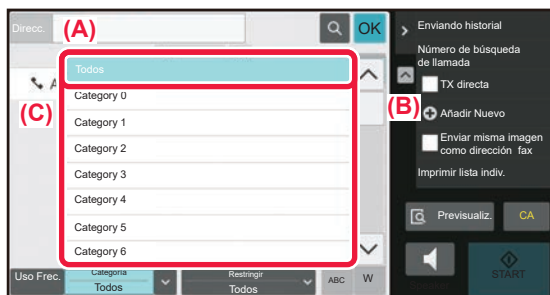 Direcc.
(A)
OK
Todos
(C)
Category 0
Category 1
Category 2
Category 3
Category 4
Category 5
Category 6
Uso Frec.
Categoría
Todos
Restringir
Todos
ABC
W
Enviando historial
Número de búsqueda
de llamada
TX directa
(B)
Añadir Nuevo
Enviar misma imagen
como dirección fax
Imprimir lista indiv.
Previsualiz.
CA
START